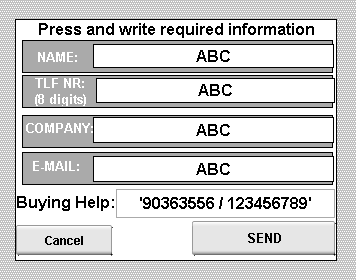 Press and write required information
NAME: ABC
TLF NR:
(8 digits) ABC
COMPANY: ABC
E-MAIL: ABC
Buying Help: '90363556 / 123456789'
Cancel SEND